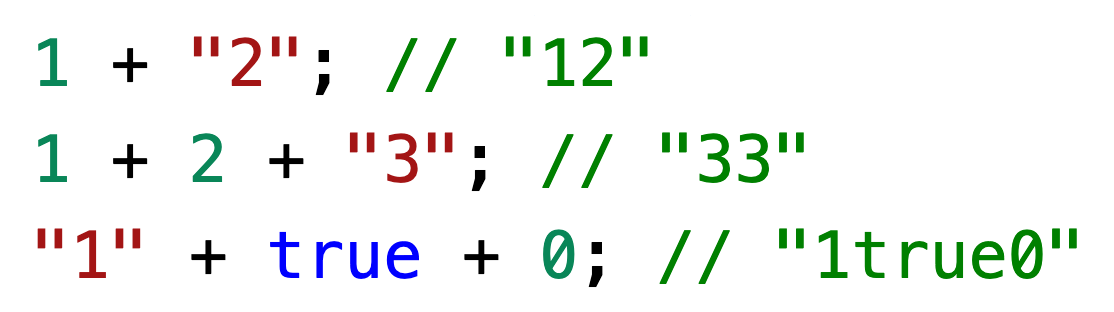 1 + "2"; // "12"
1 + 2 + "3"; // "33"
"1" + true + 0; // "1true0"